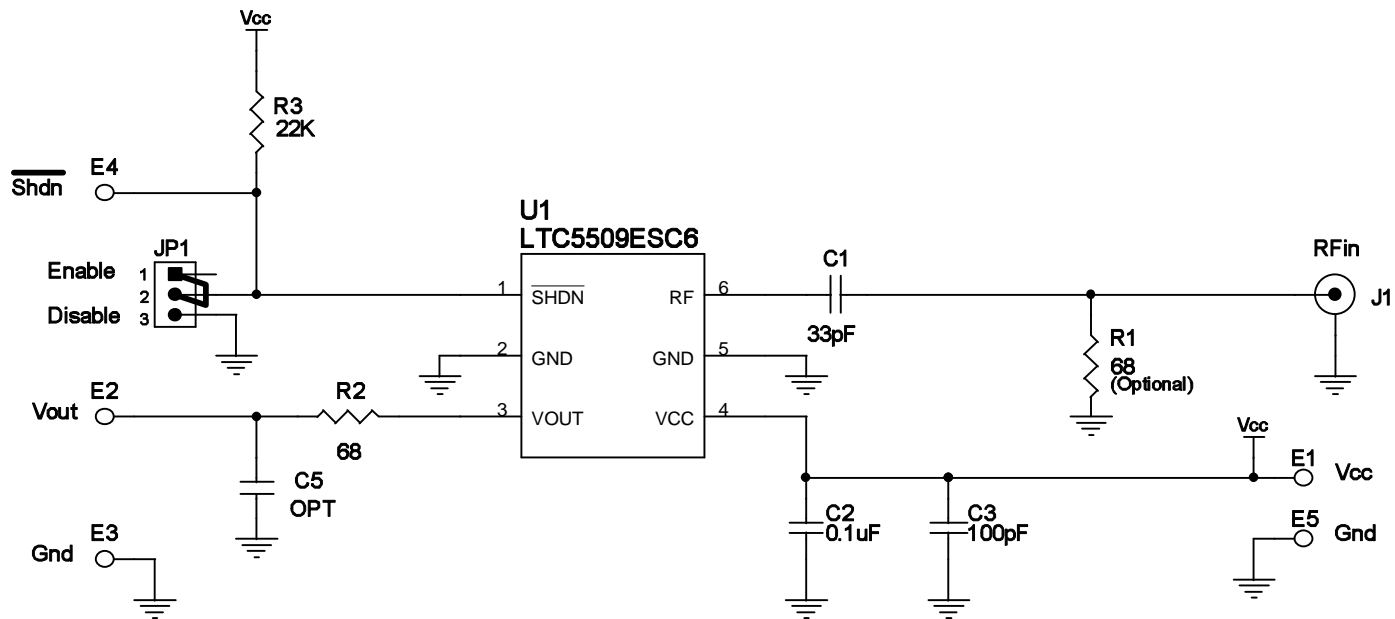 Vcc
R3
22K
E4
Shdn
JP1
Enable
1
2
Disable
3
U1
LTC5509ESC6
1
SHDN
RF
6
2
GND
GND
5
3
VOUT
VCC
4
C1
33pF
RFin
J1
R1
68
(Optional)
E2
Vout
R2
68
C5
OPT
E3
Gnd
C2
0.1uF
C3
100pF
Vcc
E1
Vcc
E5
Gnd